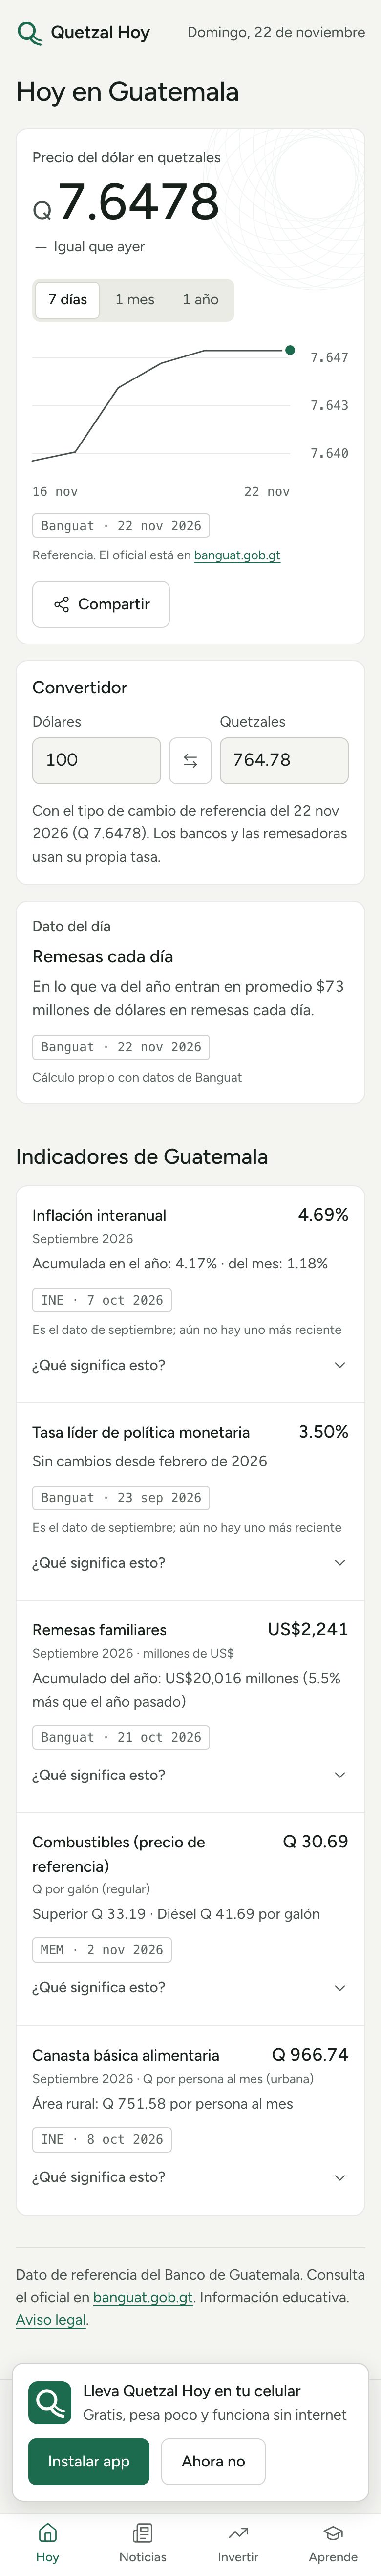 Quetzal Hoy
Domingo, 22 de noviembre
Hoy en Guatemala
Precio del dólar en quetzales
Q 7.6478
— Igual que ayer
7 días
1 mes
1 año
7.647
7.643
7.640
16 nov
22 nov
Banguat · 22 nov 2026
Referencia. El oficial está en banguat.gob.gt
Compartir
Convertidor
Dólares
Quetzales
100
764.78
Con el tipo de cambio de referencia del 22 nov
2026 (Q 7.6478). Los bancos y las remesadoras
usan su propia tasa.
Dato del día
Remesas cada día
En lo que va del año entran en promedio $73
millones de dólares en remesas cada día.
Banguat · 22 nov 2026
Cálculo propio con datos de Banguat
Indicadores de Guatemala
Inflación interanual
4.69%
Septiembre 2026
Acumulada en el año: 4.17% · del mes: 1.18%
INE · 7 oct 2026
Es el dato de septiembre; aún no hay uno más reciente
¿Qué significa esto?
Tasa líder de política monetaria
3.50%
Sin cambios desde febrero de 2026
Banguat · 23 sep 2026
Es el dato de septiembre; aún no hay uno más reciente
¿Qué significa esto?
Remesas familiares
US$2,241
Septiembre 2026 · millones de US$
Acumulado del año: US$20,016 millones (5.5%
más que el año pasado)
Banguat · 21 oct 2026
¿Qué significa esto?
Combustibles (precio de
referencia)
Q 30.69
Q por galón (regular)
Superior Q 33.19 · Diésel Q 41.69 por galón
MEM · 2 nov 2026
¿Qué significa esto?
Canasta básica alimentaria
Q 966.74
Septiembre 2026 · Q por persona al mes (urbana)
Área rural: Q 751.58 por persona al mes
INE · 8 oct 2026
¿Qué significa esto?
Dato de referencia del Banco de Guatemala. Consulta
el oficial en banguat.gob.gt. Información educativa.
Aviso legal.
Lleva Quetzal Hoy en tu celular
Gratis, pesa poco y funciona sin internet
Instalar app
Ahora no
Hoy
Noticias
Invertir
Aprende